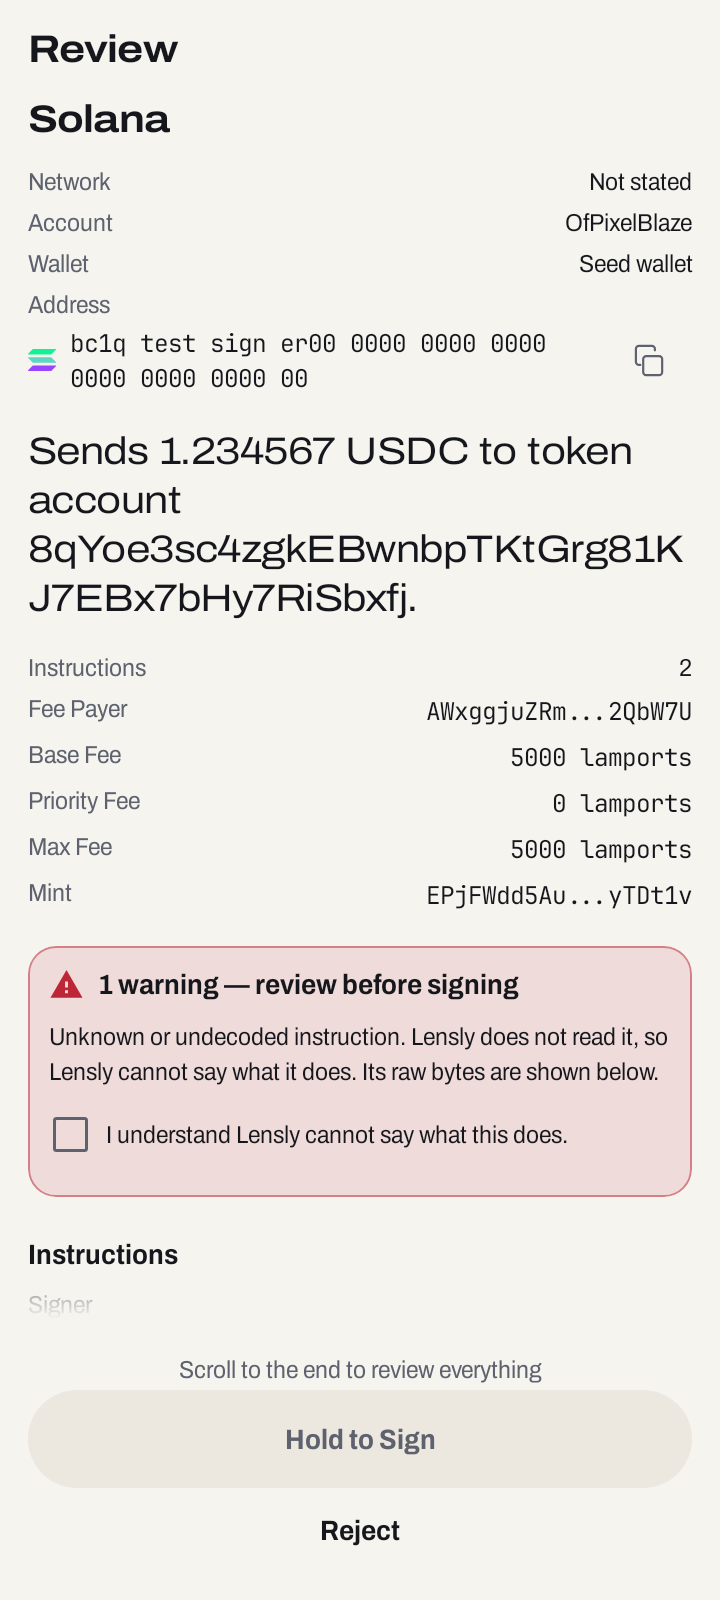 Review
Solana
Network Not stated
Account OfPixelBlaze
Wallet Seed wallet
Address
bc1q test sign er00 0000 0000 0000
0000 0000 0000 00
Sends 1.234567 USDC to token
account
8qYoe3sc4zgkEBwnbpTKtGrg81K
J7EBx7bHy7RiSbxfj.
Instructions 2
Fee Payer AWxggjuZRm...2QbW7U
Base Fee 5000 lamports
Priority Fee 0 lamports
Max Fee 5000 lamports
Mint EPjFWdd5Au...yTDt1v
1 warning — review before signing
Unknown or undecoded instruction. Lensly does not read it, so
Lensly cannot say what it does. Its raw bytes are shown below.
I understand Lensly cannot say what this does.
Instructions
Signer
Scroll to the end to review everything
Hold to Sign
Reject